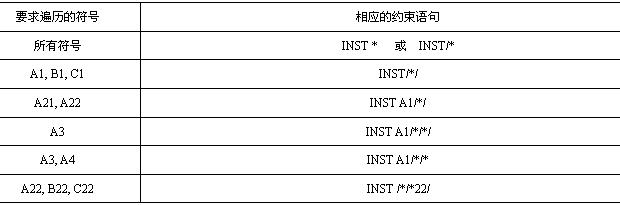 要求遍历的符号 相应的约束语句
所有符号 INST * 或 INST/*
A1, B1, C1 INST/*/
A21, A22 INST A1/*/
A3 INST A1/*/*/
A3, A4 INST A1/*/*
A22, B22, C22 INST /*/*22/